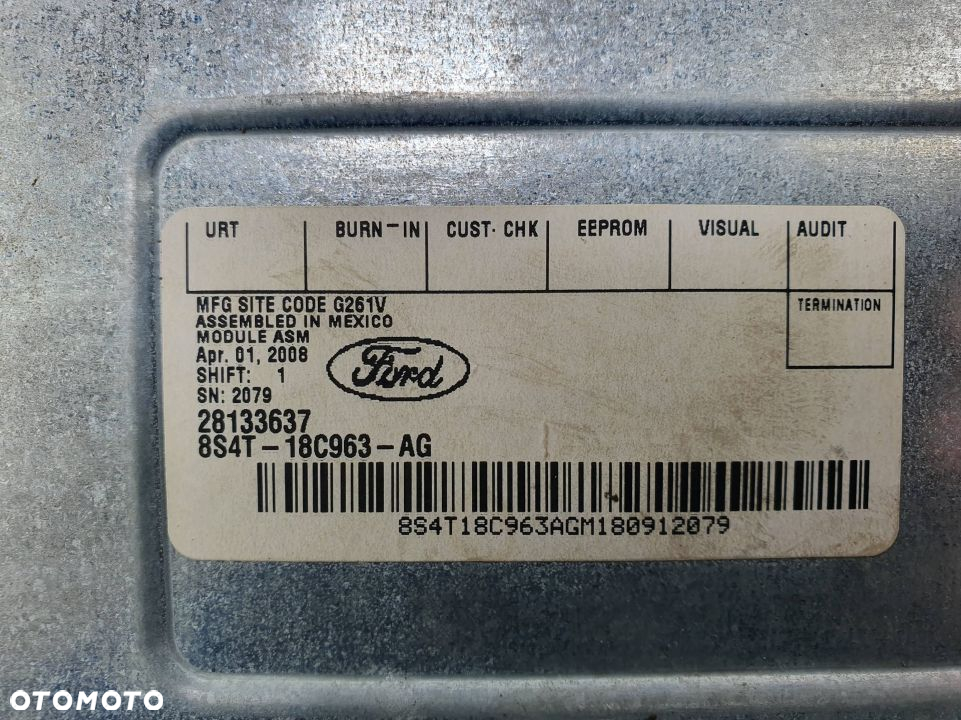 URT BURN-IN CUST. CHK EEPROM VISUAL AUDIT
TERMINATION
MFG SITE CODE G261V
ASSEMBLED IN MEXICO
MODULE ASM
Apr. 01, 2008
SHIFT: 1
SN: 2079
Ford
28133637
8S4T-18C963-AG
8S4T18C963AGM180912079
OTOMOTO